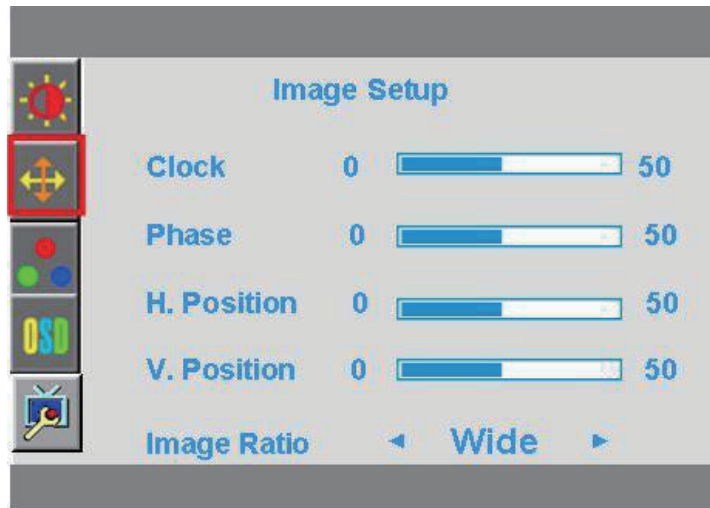 Image Setup
Clock 0 50
Phase 0 50
H. Position 0 50
OSD
V. Position 0 50
Image Ratio ◄ Wide ►